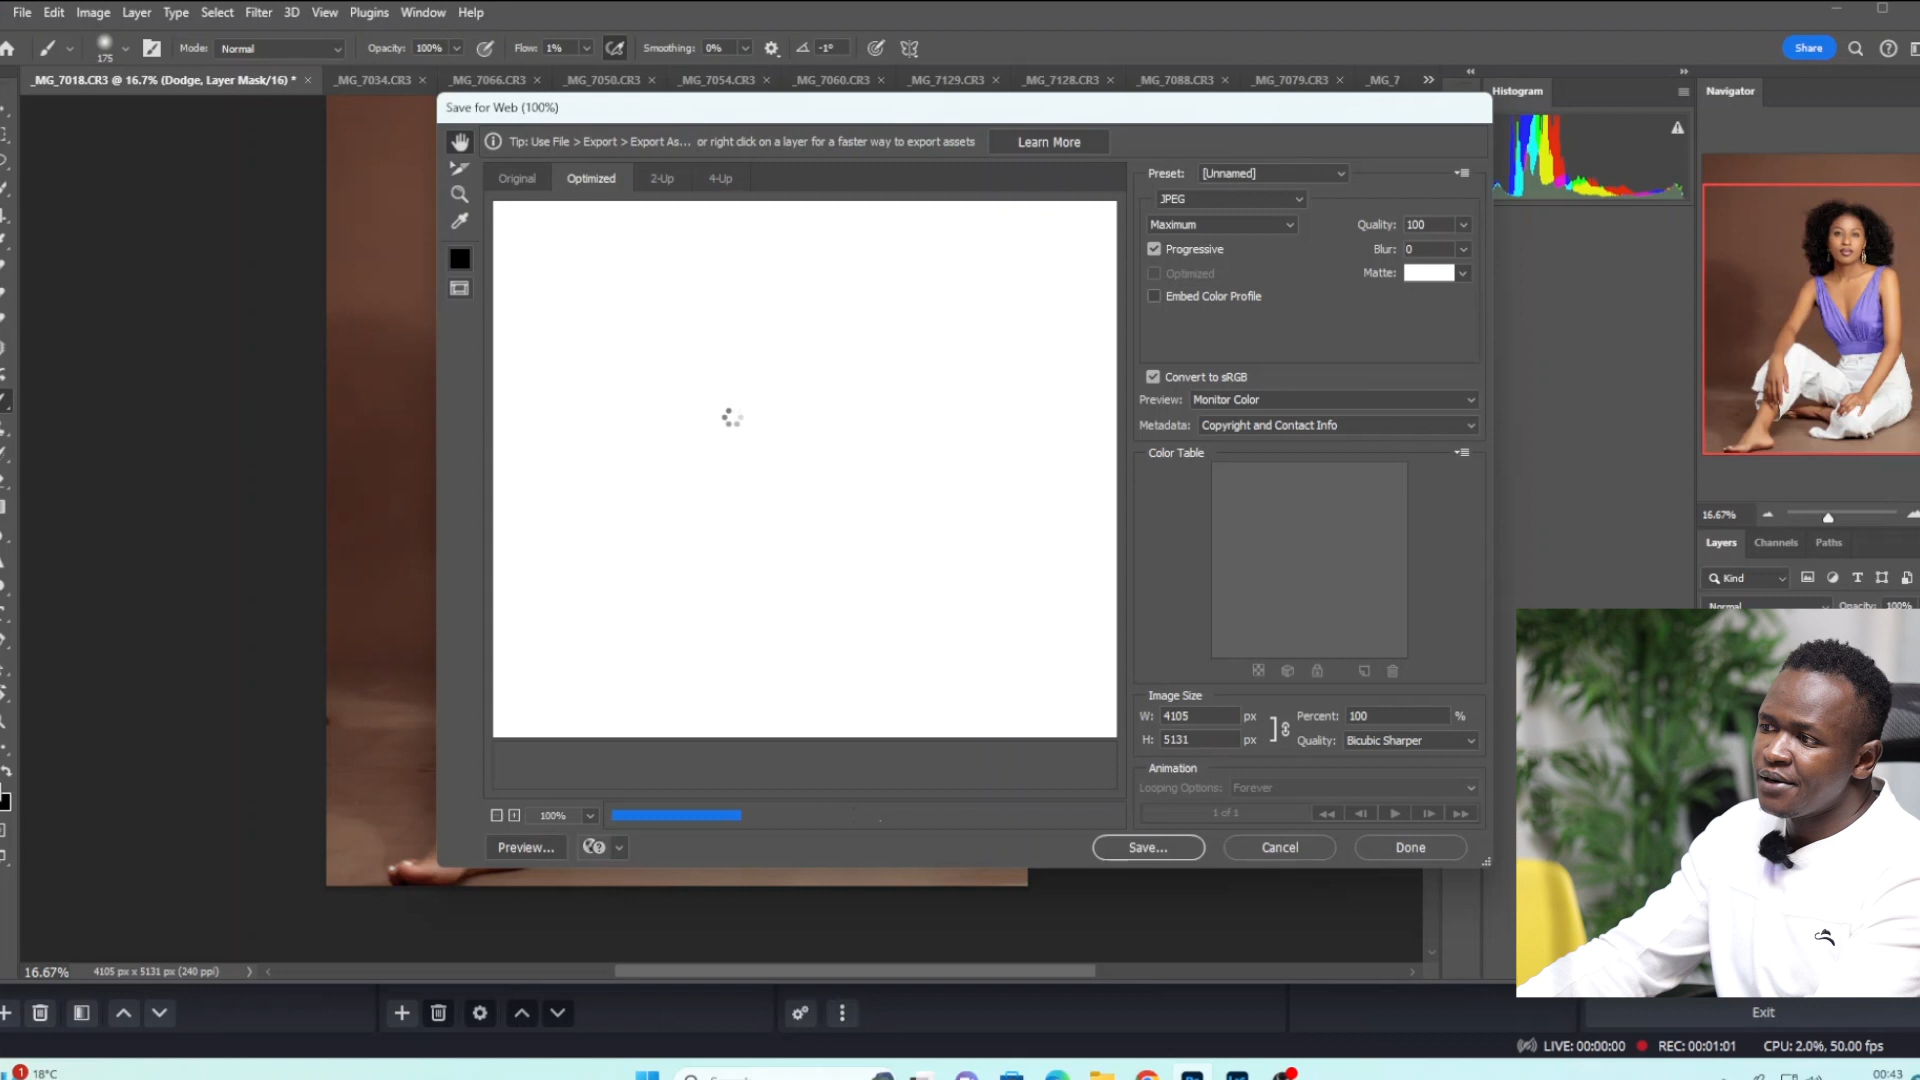 File Edit Image Layer Type Select Filter 3D View Plugins Window Help
175 Mode: Normal Opacity: 100% Flow: 1% Smoothing: 0% -1° Share
_MG_7018.CR3 @ 16.7% (Dodge, Layer Mask/16) * × _MG_7034.CR3 × _MG_7066.CR3 × _MG_7050.CR3 × _MG_7054.CR3 × _MG_7060.CR3 × _MG_7129.CR3 × _MG_7128.CR3 × _MG_7088.CR3 × _MG_7079.CR3 × _MG_7
Histogram Navigator
Save for Web (100%)
Tip: Use File > Export > Export As... or right click on a layer for a faster way to export assets Learn More
Original Optimized 2-Up 4-Up
Preset: [Unnamed]
JPEG
Maximum Quality: 100
Progressive Blur: 0
Optimized Matte:
Embed Color Profile
Convert to sRGB
Preview: Monitor Color
Metadata: Copyright and Contact Info
Color Table
Image Size
W: 4105 px Percent: 100 %
H: 5131 px Quality: Bicubic Sharper
Animation
Looping Options: Forever
1 of 1
100%
Preview... Save... Cancel Done
16.67%
Layers Channels Paths
Kind
Normal Opacity: 100%
16.67% 4105 px x 5131 px (240 ppi)
Exit
LIVE: 00:00:00 REC: 00:01:01 CPU: 2.0%, 50.00 fps
1 18°C
00:43